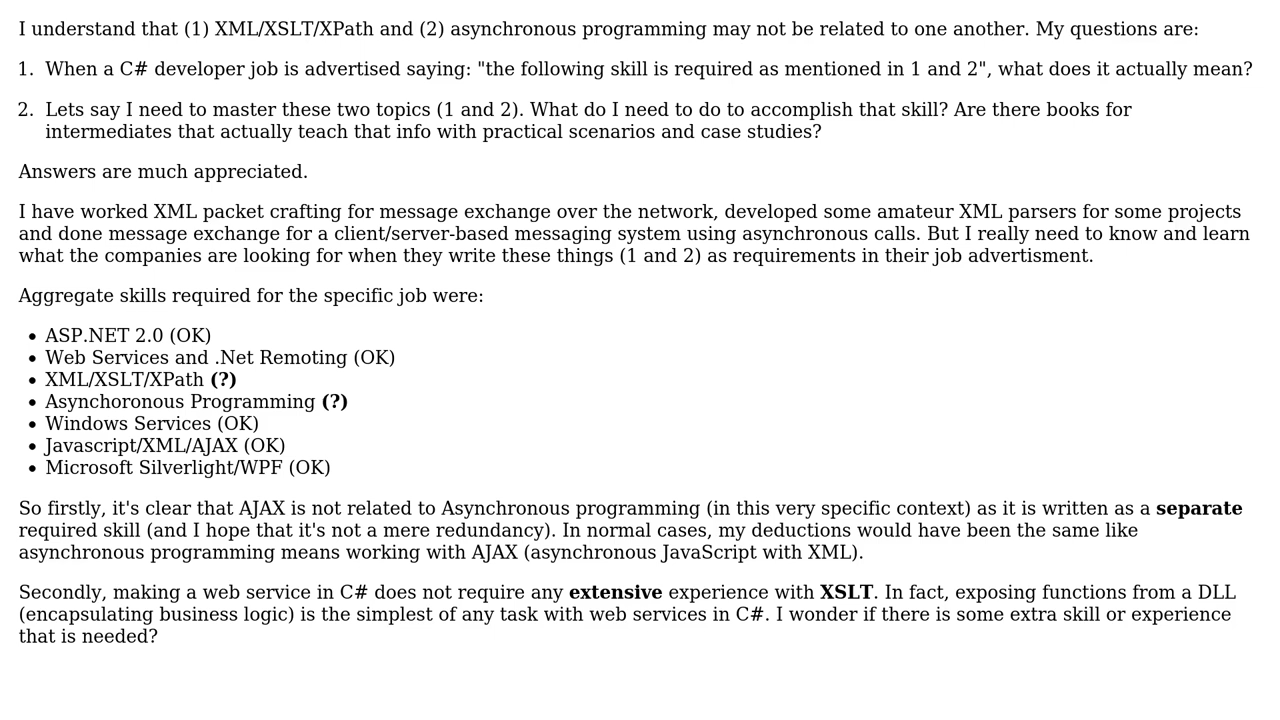 I understand that (1) XML/XSLT/XPath and (2) asynchronous programming may not be related to one another. My questions are:
1. When a C# developer job is advertised saying: "the following skill is required as mentioned in 1 and 2", what does it actually mean?
2. Lets say I need to master these two topics (1 and 2). What do I need to do to accomplish that skill? Are there books for
intermediates that actually teach that info with practical scenarios and case studies?
Answers are much appreciated.
I have worked XML packet crafting for message exchange over the network, developed some amateur XML parsers for some projects
and done message exchange for a client/server-based messaging system using asynchronous calls. But I really need to know and learn
what the companies are looking for when they write these things (1 and 2) as requirements in their job advertisment.
Aggregate skills required for the specific job were:
• ASP.NET 2.0 (OK)
• Web Services and .Net Remoting (OK)
• XML/XSLT/XPath (?)
• Asynchoronous Programming (?)
• Windows Services (OK)
• Javascript/XML/AJAX (OK)
• Microsoft Silverlight/WPF (OK)
So firstly, it's clear that AJAX is not related to Asynchronous programming (in this very specific context) as it is written as a separate
required skill (and I hope that it's not a mere redundancy). In normal cases, my deductions would have been the same like
asynchronous programming means working with AJAX (asynchronous JavaScript with XML).
Secondly, making a web service in C# does not require any extensive experience with XSLT. In fact, exposing functions from a DLL
(encapsulating business logic) is the simplest of any task with web services in C#. I wonder if there is some extra skill or experience
that is needed?